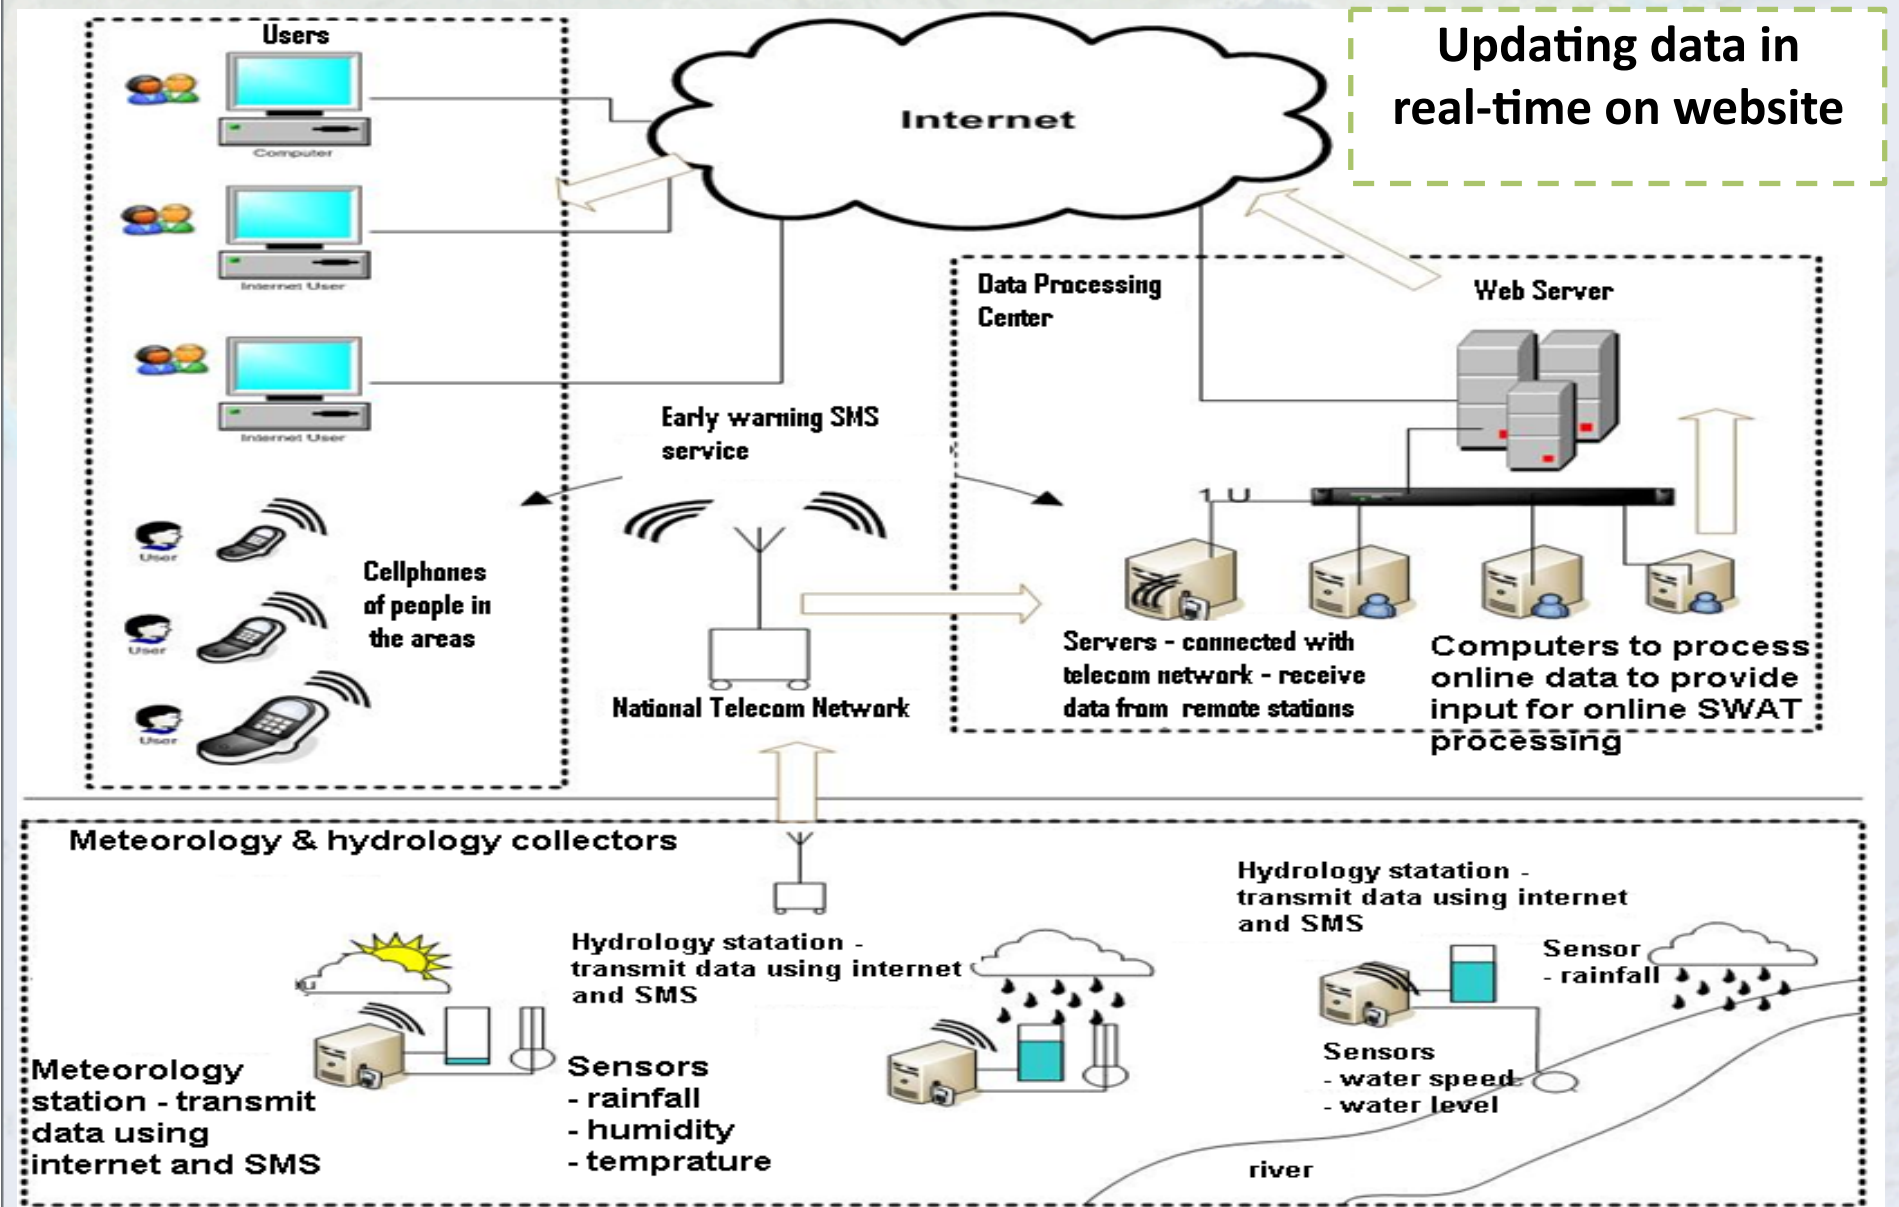 Users
Computer
Internet User
Internet User
User
User
User
Cellphones
of people in
the areas
Internet
Updating data in
real-time on website
Early warning SMS
service
National Telecom Network
Data Processing
Center
Web Server
1 U
Servers - connected with
telecom network - receive
data from remote stations
Computers to process
online data to provide
input for online SWAT
processing
Meteorology & hydrology collectors
Meteorology
station - transmit
data using
internet and SMS
Hydrology statation -
transmit data using internet
and SMS
Sensors
- rainfall
- humidity
- temprature
Hydrology statation -
transmit data using internet
and SMS
Sensor
- rainfall
Sensors
- water speed
- water level
river